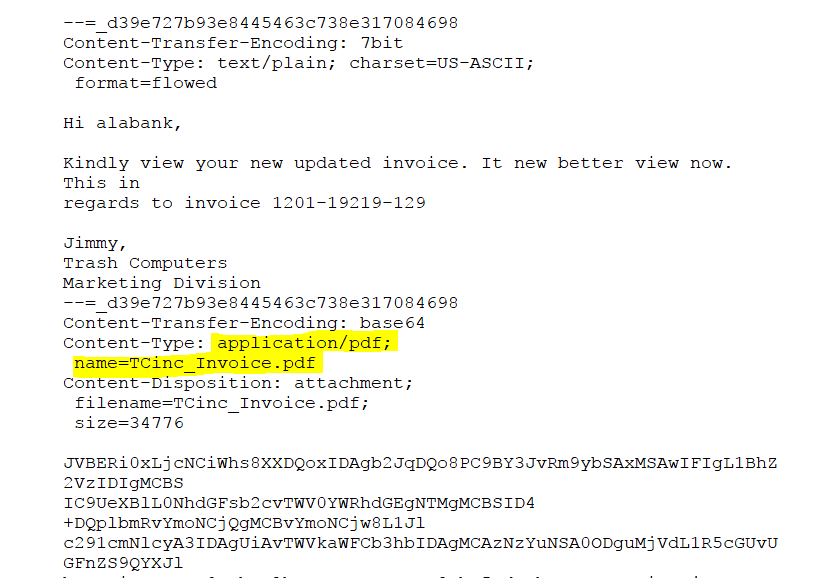 --=_d39e727b93e8445463c738e317084698
Content-Transfer-Encoding: 7bit
Content-Type: text/plain; charset=US-ASCII;
format=flowed
Hi alabank,
Kindly view your new updated invoice. It new better view now.
This in
regards to invoice 1201-19219-129
Jimmy,
Trash Computers
Marketing Division
--=_d39e727b93e8445463c738e317084698
Content-Transfer-Encoding: base64
Content-Type: application/pdf;
name=TCinc_Invoice.pdf
Content-Disposition: attachment;
filename=TCinc_Invoice.pdf;
size=34776
JVBERi0xLjcNCiWhs8XXDQoxIDAgb2JqDQo8PC9BY3JvRm9ybSAxMSAwIFIgL1BhZ
2VzIDIgMCBS
IC9UeXBlL0NhdGFsb2cvTWV0YWRhdGEgNTMgMCBSID4
+DQplbmRvYmoNCjQgMCBvYmoNCjw8L1Jl
c291cmNlcyA3IDAgUiAvTWVkaWFCb3hbIDAgMCAzNzYuNSA0ODguMjVdL1R5cGUvU
GFnZS9QYXJl